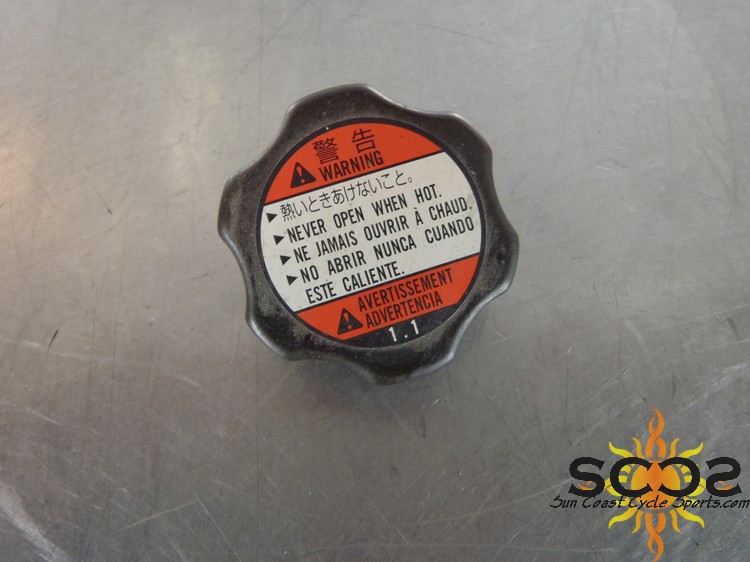 警告
WARNING
▶熱いときあけないこと。
▶NEVER OPEN WHEN HOT.
▶NE JAMAIS OUVRIR À CHAUD.
▶NO ABRIR NUNCA CUANDO
ESTE CALIENTE.
AVERTISSEMENT
ADVERTENCIA
1.1
SCCS
Sun Coast Cycle Sports.com